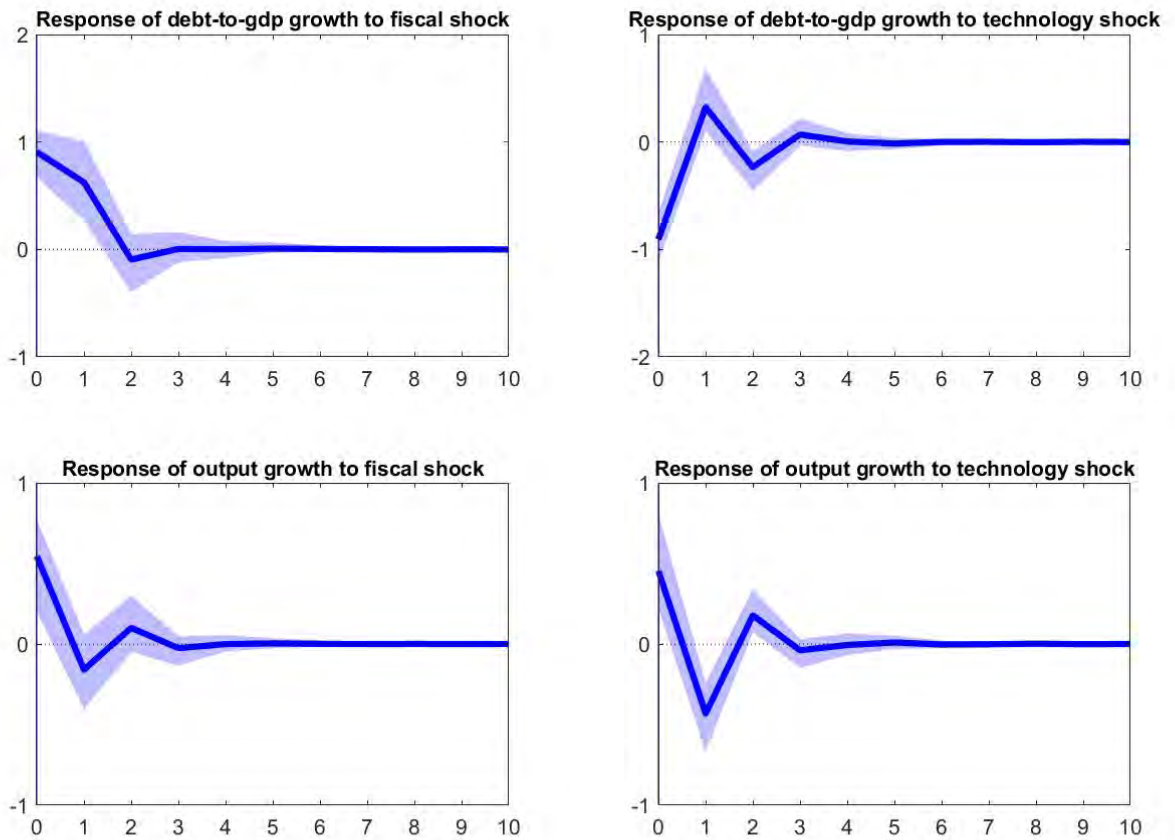 Response of debt-to-gdp growth to fiscal shock
2
1
0
-1
0 1 2 3 4 5 6 7 8 9 10
Response of debt-to-gdp growth to technology shock
1
0
-1
-2
0 1 2 3 4 5 6 7 8 9 10
Response of output growth to fiscal shock
1
0
-1
0 1 2 3 4 5 6 7 8 9 10
Response of output growth to technology shock
1
0
-1
0 1 2 3 4 5 6 7 8 9 10